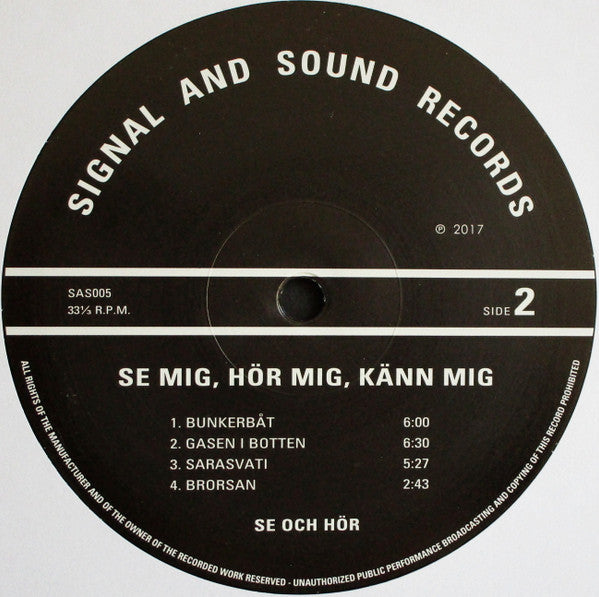 SIGNAL AND SOUND RECORDS
℗ 2017
SAS005
33⅓ R.P.M.
SIDE 2
SE MIG, HÖR MIG, KÄNN MIG
1. BUNKERBÅT 6:00
2. GASEN I BOTTEN 6:30
3. SARASVATI 5:27
4. BRORSAN 2:43
SE OCH HÖR
ALL RIGHTS OF THE MANUFACTURER AND OF THE OWNER OF THE RECORDED WORK RESERVED - UNAUTHORIZED PUBLIC PERFORMANCE BROADCASTING AND COPYING OF THIS RECORD PROHIBITED